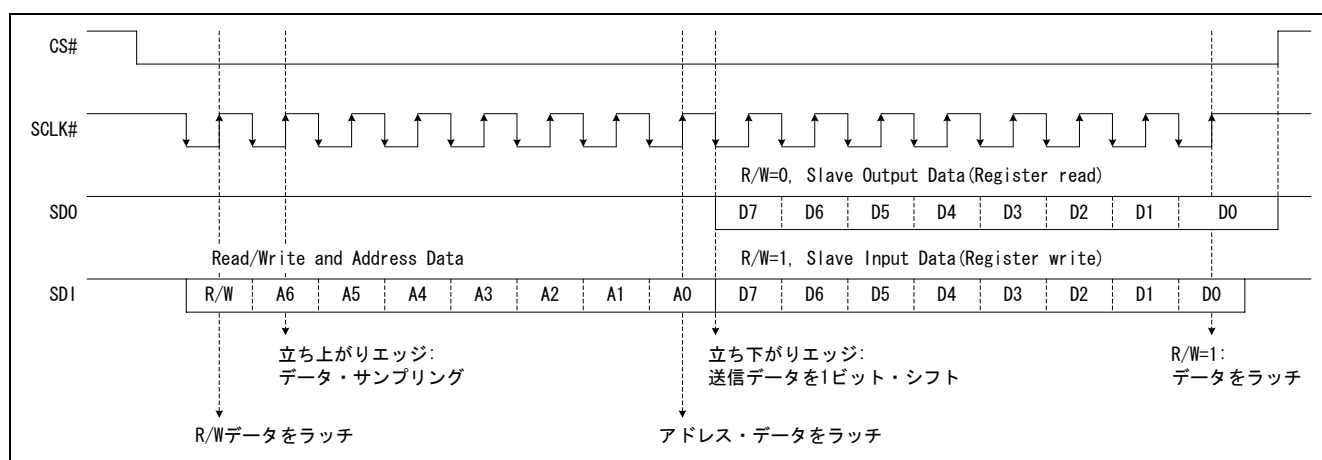 CS#
SCLK#
R/W=0, Slave Output Data(Register read)
SDO D7 D6 D5 D4 D3 D2 D1 D0
Read/Write and Address Data R/W=1, Slave Input Data(Register write)
SDI R/W A6 A5 A4 A3 A2 A1 A0 D7 D6 D5 D4 D3 D2 D1 D0
立ち上がりエッジ: 立ち下がりエッジ: R/W=1:
データ・サンプリング 送信データを1ビット・シフト データをラッチ
R/Wデータをラッチ アドレス・データをラッチ